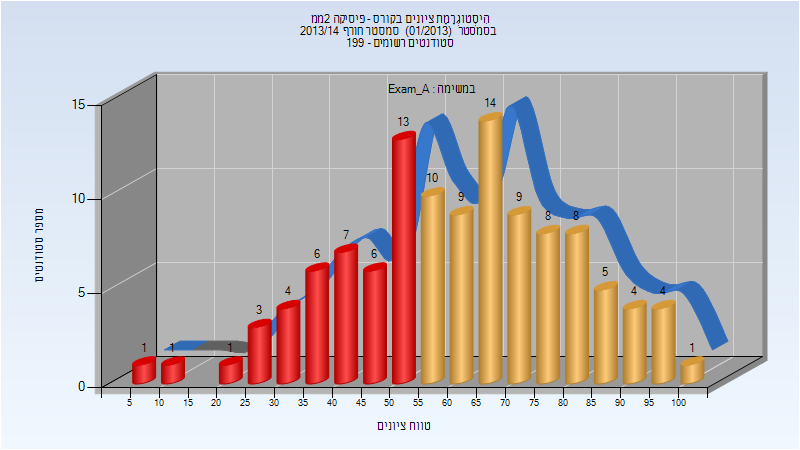 היסטוגרמת ציונים בקורס - פיסיקה 2ממ
בסמסטר (01/2013) סמסטר חורף 2013/14
סטודנטים רשומים - 199
במשימה : Exam_A
מספר סטודנטים
15
10
5
0
1 1 1 3 4 6 7 6 13 10 9 14 9 8 8 5 4 4 1
5 10 15 20 25 30 35 40 45 50 55 60 65 70 75 80 85 90 95 100
טווח ציונים